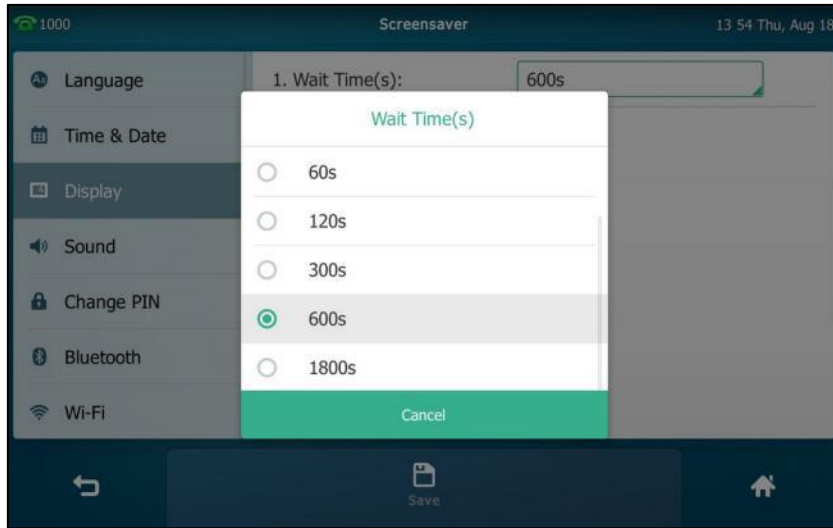 1000
Screensaver
13 54 Thu, Aug 18
Language
1. Wait Time(s):
600s
Time & Date
Display
Sound
Change PIN
Bluetooth
Wi-Fi
Wait Time(s)
60s
120s
300s
600s
1800s
Cancel
Save